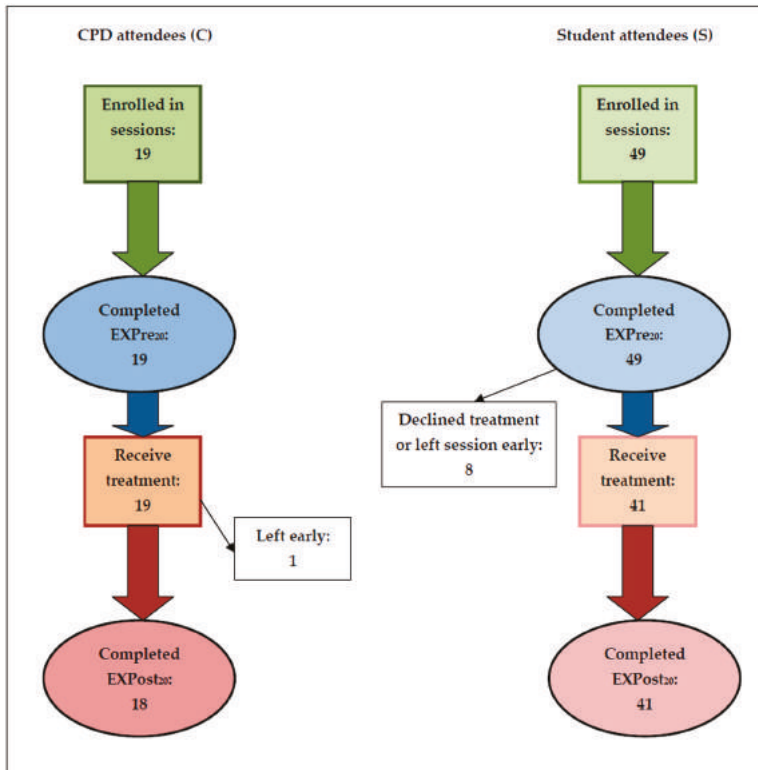 CPD attendees (C)
Student attendees (S)
Enrolled in
sessions:
19
Enrolled in
sessions:
49
Completed
EXPre20:
19
Completed
EXPre20:
49
Declined treatment
or left session early:
8
Receive
treatment:
19
Receive
treatment:
41
Left early:
1
Completed
EXPost20:
18
Completed
EXPost20:
41